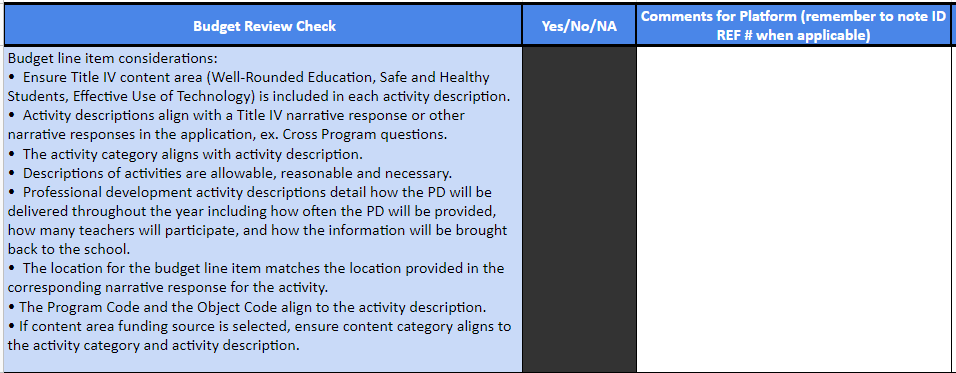 Budget Review Check
Yes/No/NA
Comments for Platform (remember to note ID
REF # when applicable)
Budget line item considerations:
• Ensure Title IV content area (Well-Rounded Education, Safe and Healthy
Students, Effective Use of Technology) is included in each activity description.
• Activity descriptions align with a Title IV narrative response or other
narrative responses in the application, ex. Cross Program questions.
• The activity category aligns with activity description.
• Descriptions of activities are allowable, reasonable and necessary.
• Professional development activity descriptions detail how the PD will be
delivered throughout the year including how often the PD will be provided,
how many teachers will participate, and how the information will be brought
back to the school.
• The location for the budget line item matches the location provided in the
corresponding narrative response for the activity.
• The Program Code and the Object Code align to the activity description.
• If content area funding source is selected, ensure content category aligns to
the activity category and activity description.